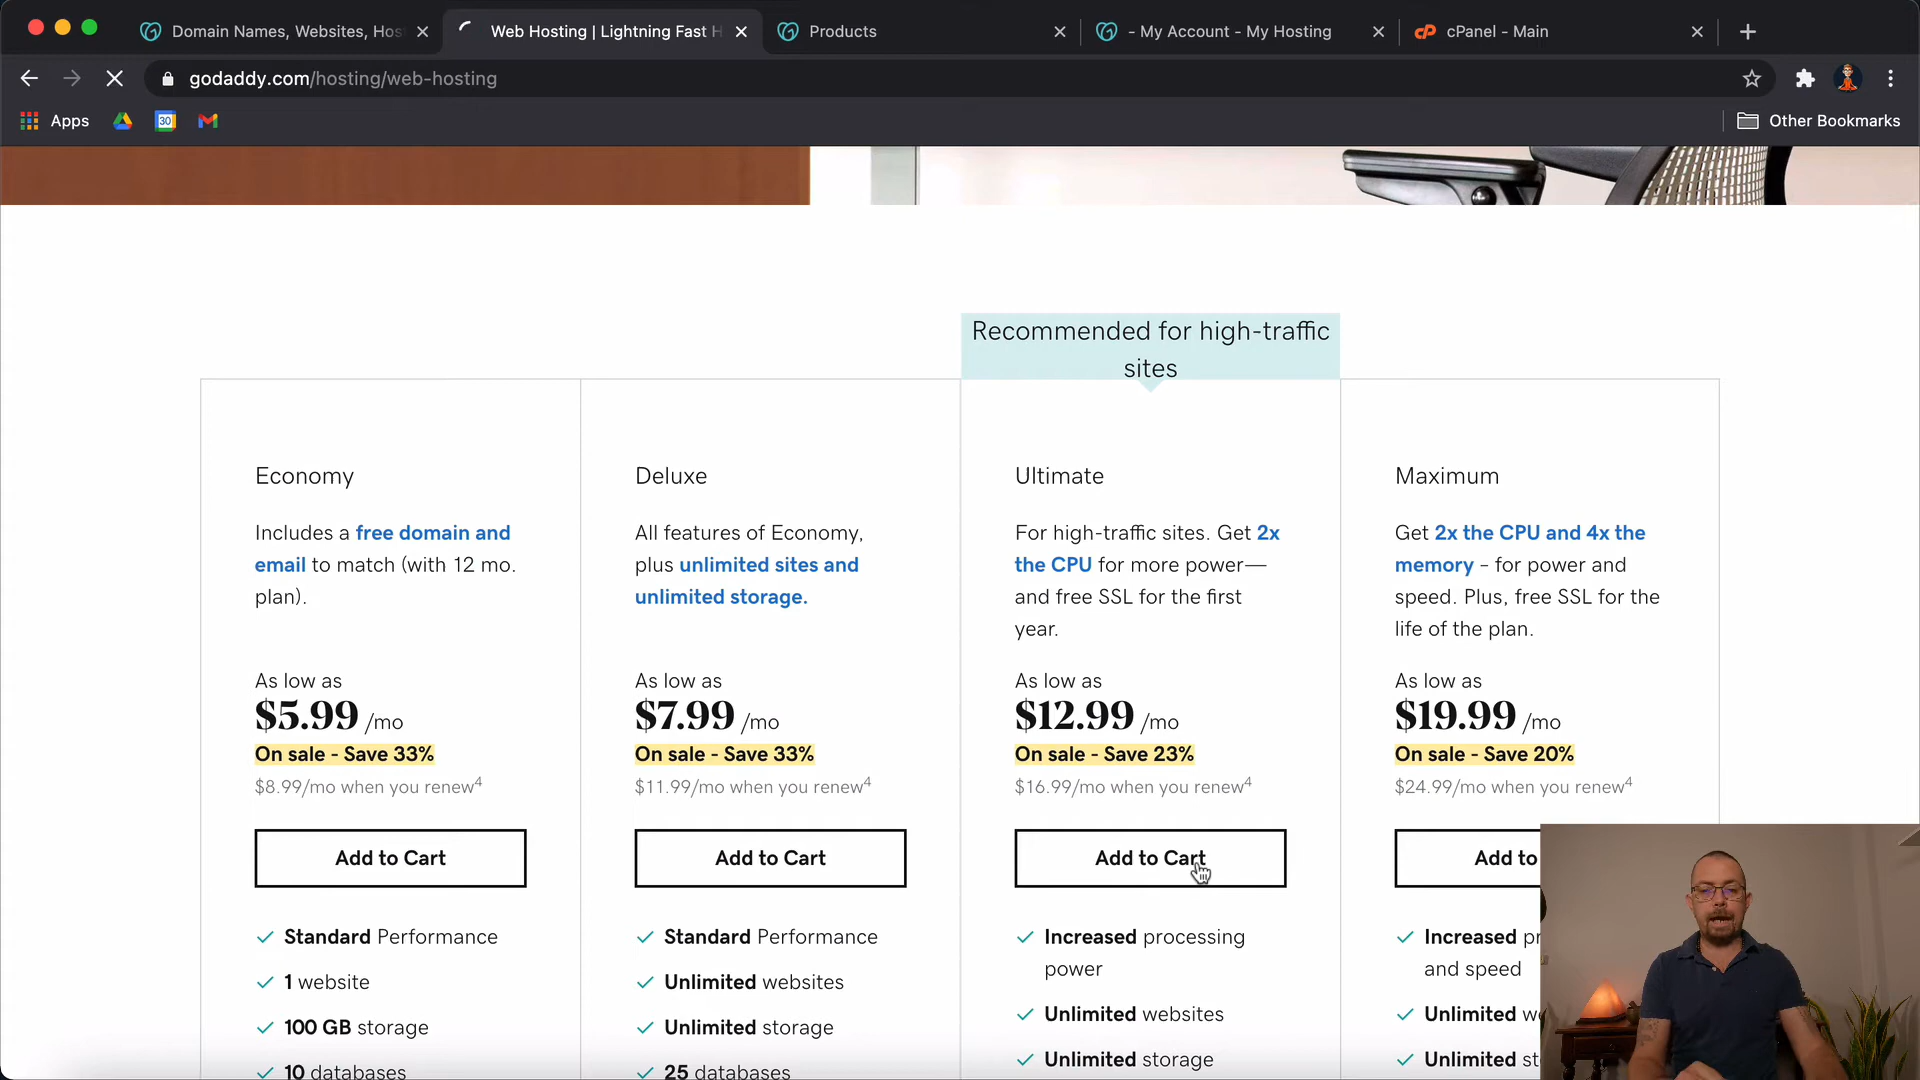 Domain Names, Websites, Hos
Web Hosting | Lightning Fast H
Products
- My Account - My Hosting
cPanel - Main
godaddy.com/hosting/web-hosting
Apps
30
Other Bookmarks
Recommended for high-traffic
sites
Economy
Includes a free domain and
email to match (with 12 mo.
plan).
As low as
$5.99 /mo
On sale - Save 33%
$8.99/mo when you renew4
Add to Cart
Standard Performance
1 website
100 GB storage
10 databases
Deluxe
All features of Economy,
plus unlimited sites and
unlimited storage.
As low as
$7.99 /mo
On sale - Save 33%
$11.99/mo when you renew4
Add to Cart
Standard Performance
Unlimited websites
Unlimited storage
25 databases
Ultimate
For high-traffic sites. Get 2x
the CPU for more power—
and free SSL for the first
year.
As low as
$12.99 /mo
On sale - Save 23%
$16.99/mo when you renew4
Add to Cart
Increased processing
power
Unlimited websites
Unlimited storage
Maximum
Get 2x the CPU and 4x the
memory – for power and
speed. Plus, free SSL for the
life of the plan.
As low as
$19.99 /mo
On sale - Save 20%
$24.99/mo when you renew4
Add to
Increased pr
and speed
Unlimited we
Unlimited st